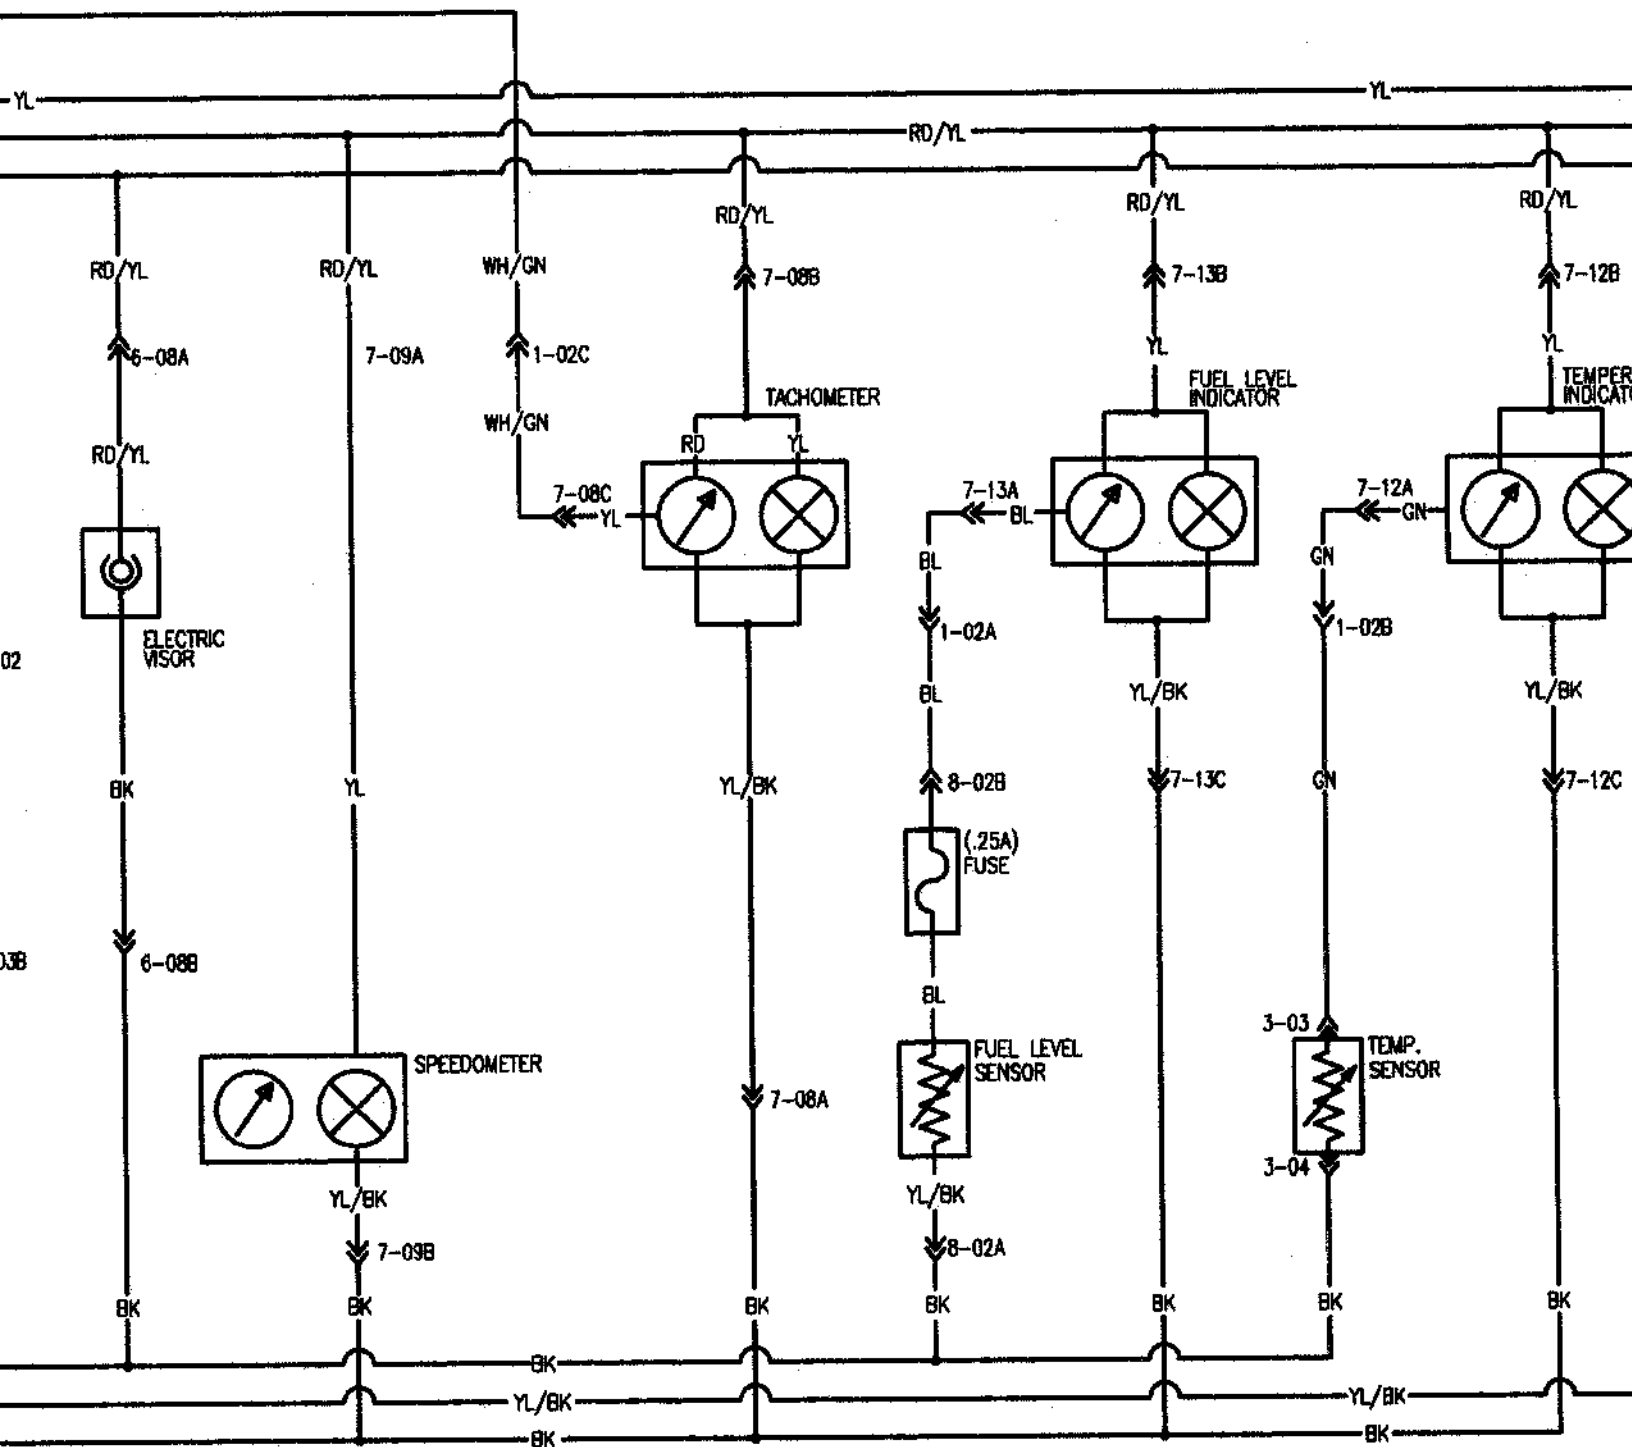 YL
YL
RD/YL
RD/YL
RD/YL
RD/YL
RD/YL
RD/YL
WH/GN
7-08B
7-13B
7-12B
6-08A
7-09A
1-02C
YL
YL
TACHOMETER
FUEL LEVEL
INDICATOR
TEMPER
INDICAT
WH/GN
RD
YL
RD/YL
7-08C
YL
7-13A
BL
7-12A
GN
BL
GN
ELECTRIC
VISOR
1-02A
1-02B
02
BL
YL/BK
YL/BK
BK
YL
YL/BK
8-02B
7-13C
GN
7-12C
(.25A)
FUSE
03B
6-08B
BL
3-03
SPEEDOMETER
FUEL LEVEL
SENSOR
TEMP.
SENSOR
7-08A
3-04
YL/BK
YL/BK
7-09B
8-02A
BK
BK
BK
BK
BK
BK
BK
BK
YL/BK
YL/BK
BK
BK